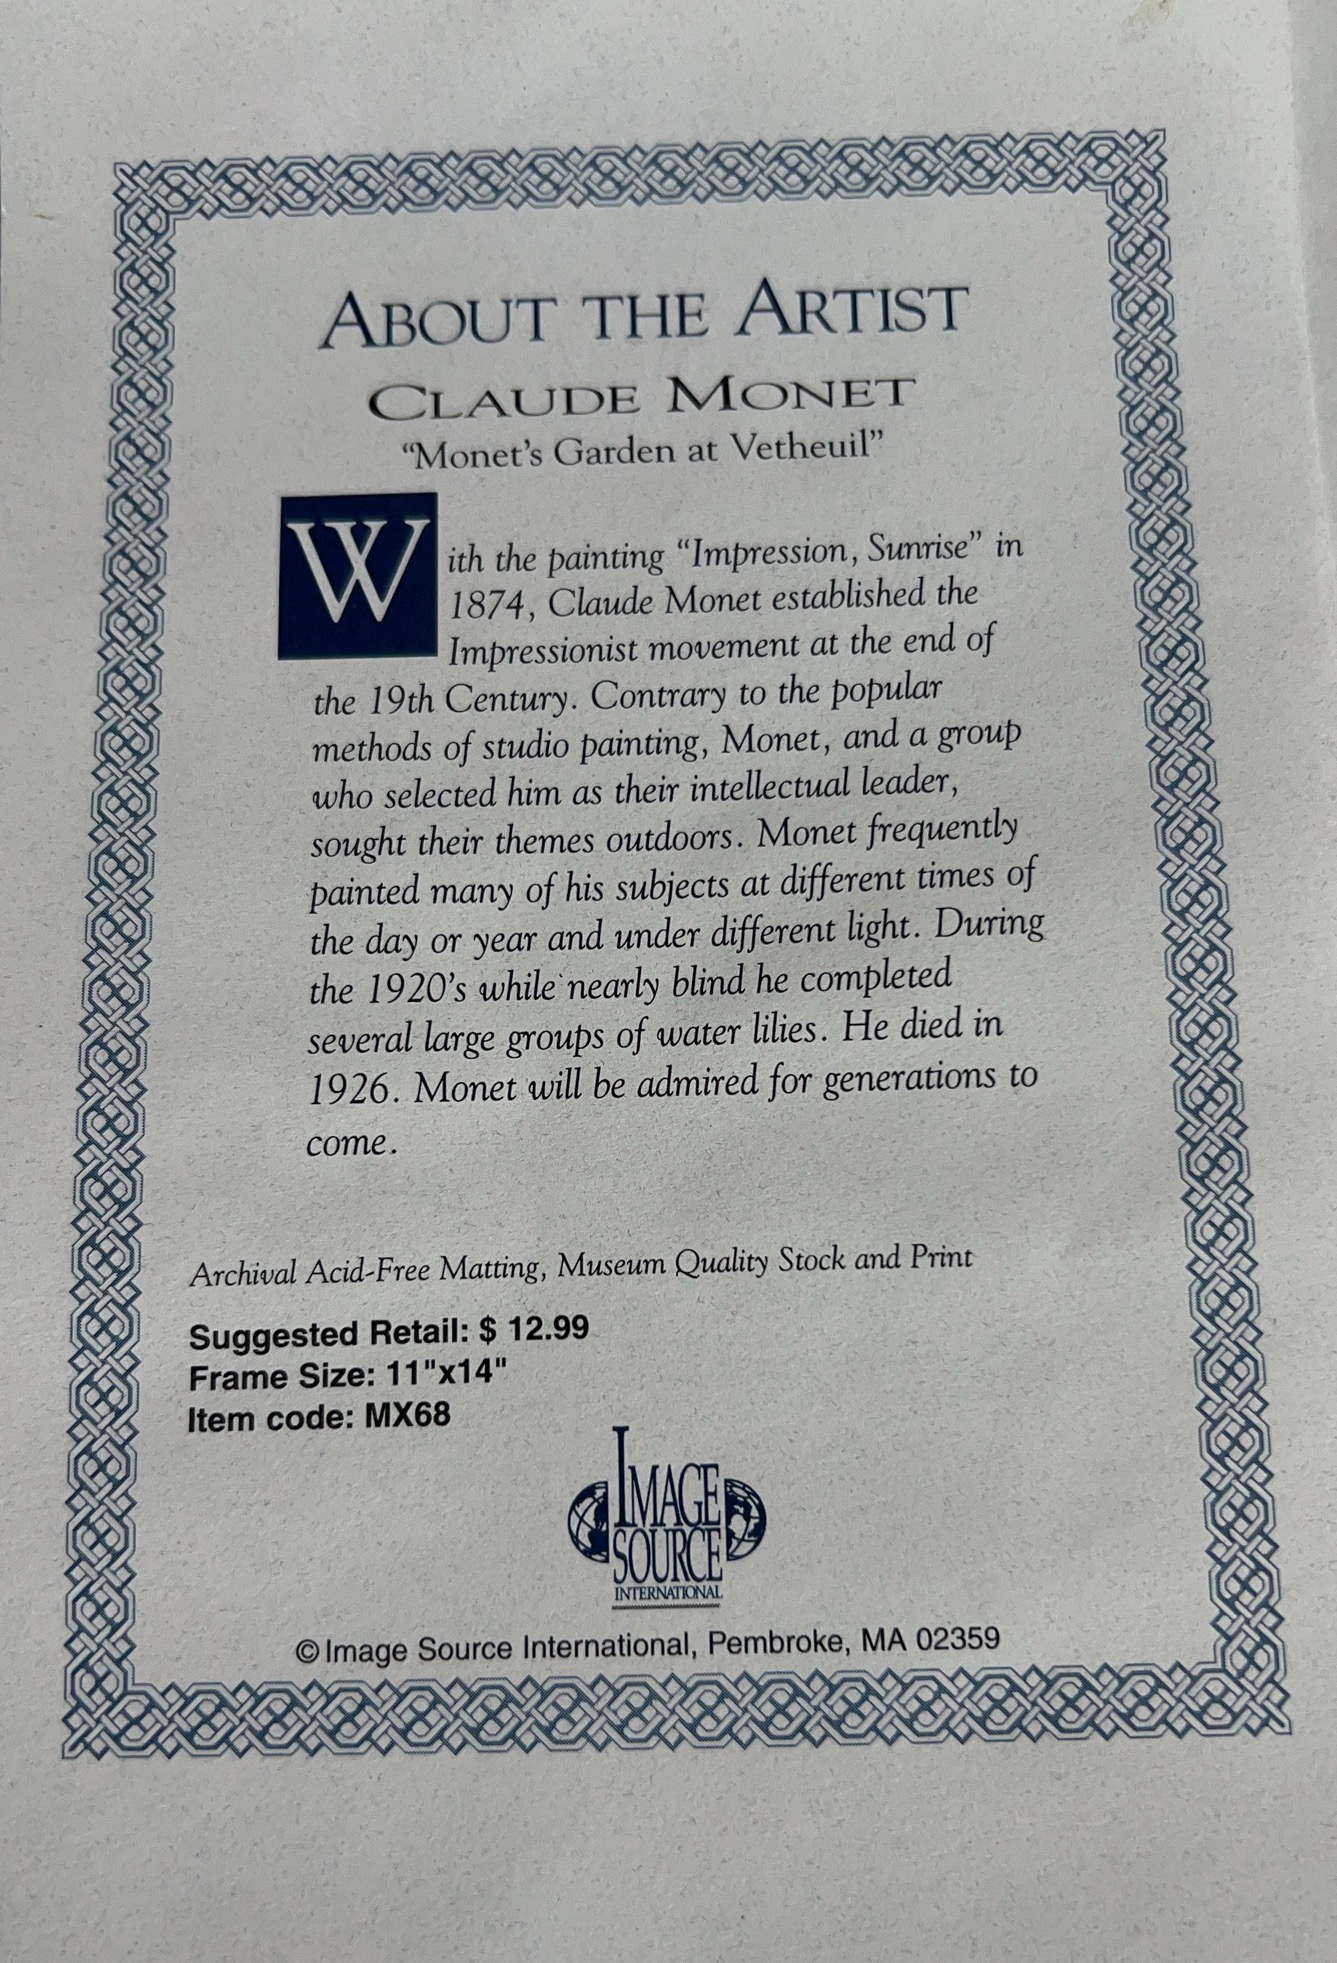 ABOUT THE ARTIST
CLAUDE MONET
“Monet’s Garden at Vetheuil”
With the painting “Impression, Sunrise” in
1874, Claude Monet established the
Impressionist movement at the end of
the 19th Century. Contrary to the popular
methods of studio painting, Monet, and a group
who selected him as their intellectual leader,
sought their themes outdoors. Monet frequently
painted many of his subjects at different times of
the day or year and under different light. During
the 1920’s while nearly blind he completed
several large groups of water lilies. He died in
1926. Monet will be admired for generations to
come.
Archival Acid-Free Matting, Museum Quality Stock and Print
Suggested Retail: $ 12.99
Frame Size: 11"x14"
Item code: MX68
IMAGE
SOURCE
INTERNATIONAL
©Image Source International, Pembroke, MA 02359